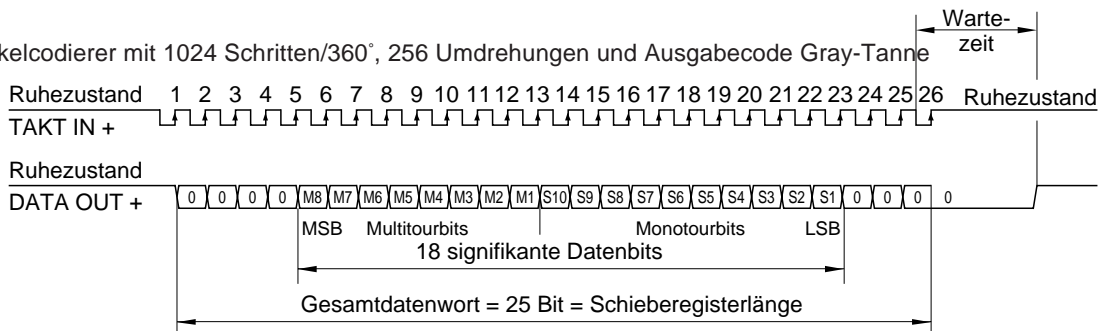 Warte-
zeit
kelcodierer mit 1024 Schritten/360°, 256 Umdrehungen und Ausgabecode Gray-Tanne
Ruhezustand 1 2 3 4 5 6 7 8 9 10 11 12 13 14 15 16 17 18 19 20 21 22 23 24 25 26 Ruhezustand
TAKT IN +
Ruhezustand
DATA OUT + 0 0 0 0 M8 M7 M6 M5 M4 M3 M2 M1 S10 S9 S8 S7 S6 S5 S4 S3 S2 S1 0 0 0 0
MSB Multitourbits Monotourbits LSB
18 signifikante Datenbits
Gesamtdatenwort = 25 Bit = Schieberegisterlänge